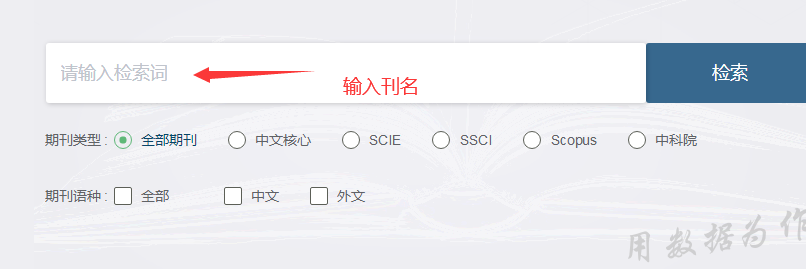 请输入检索词
输入刊名
检索
期刊类型 : 全部期刊 中文核心 SCIE SSCI Scopus 中科院
期刊语种 : 全部 中文 外文
用数据为作